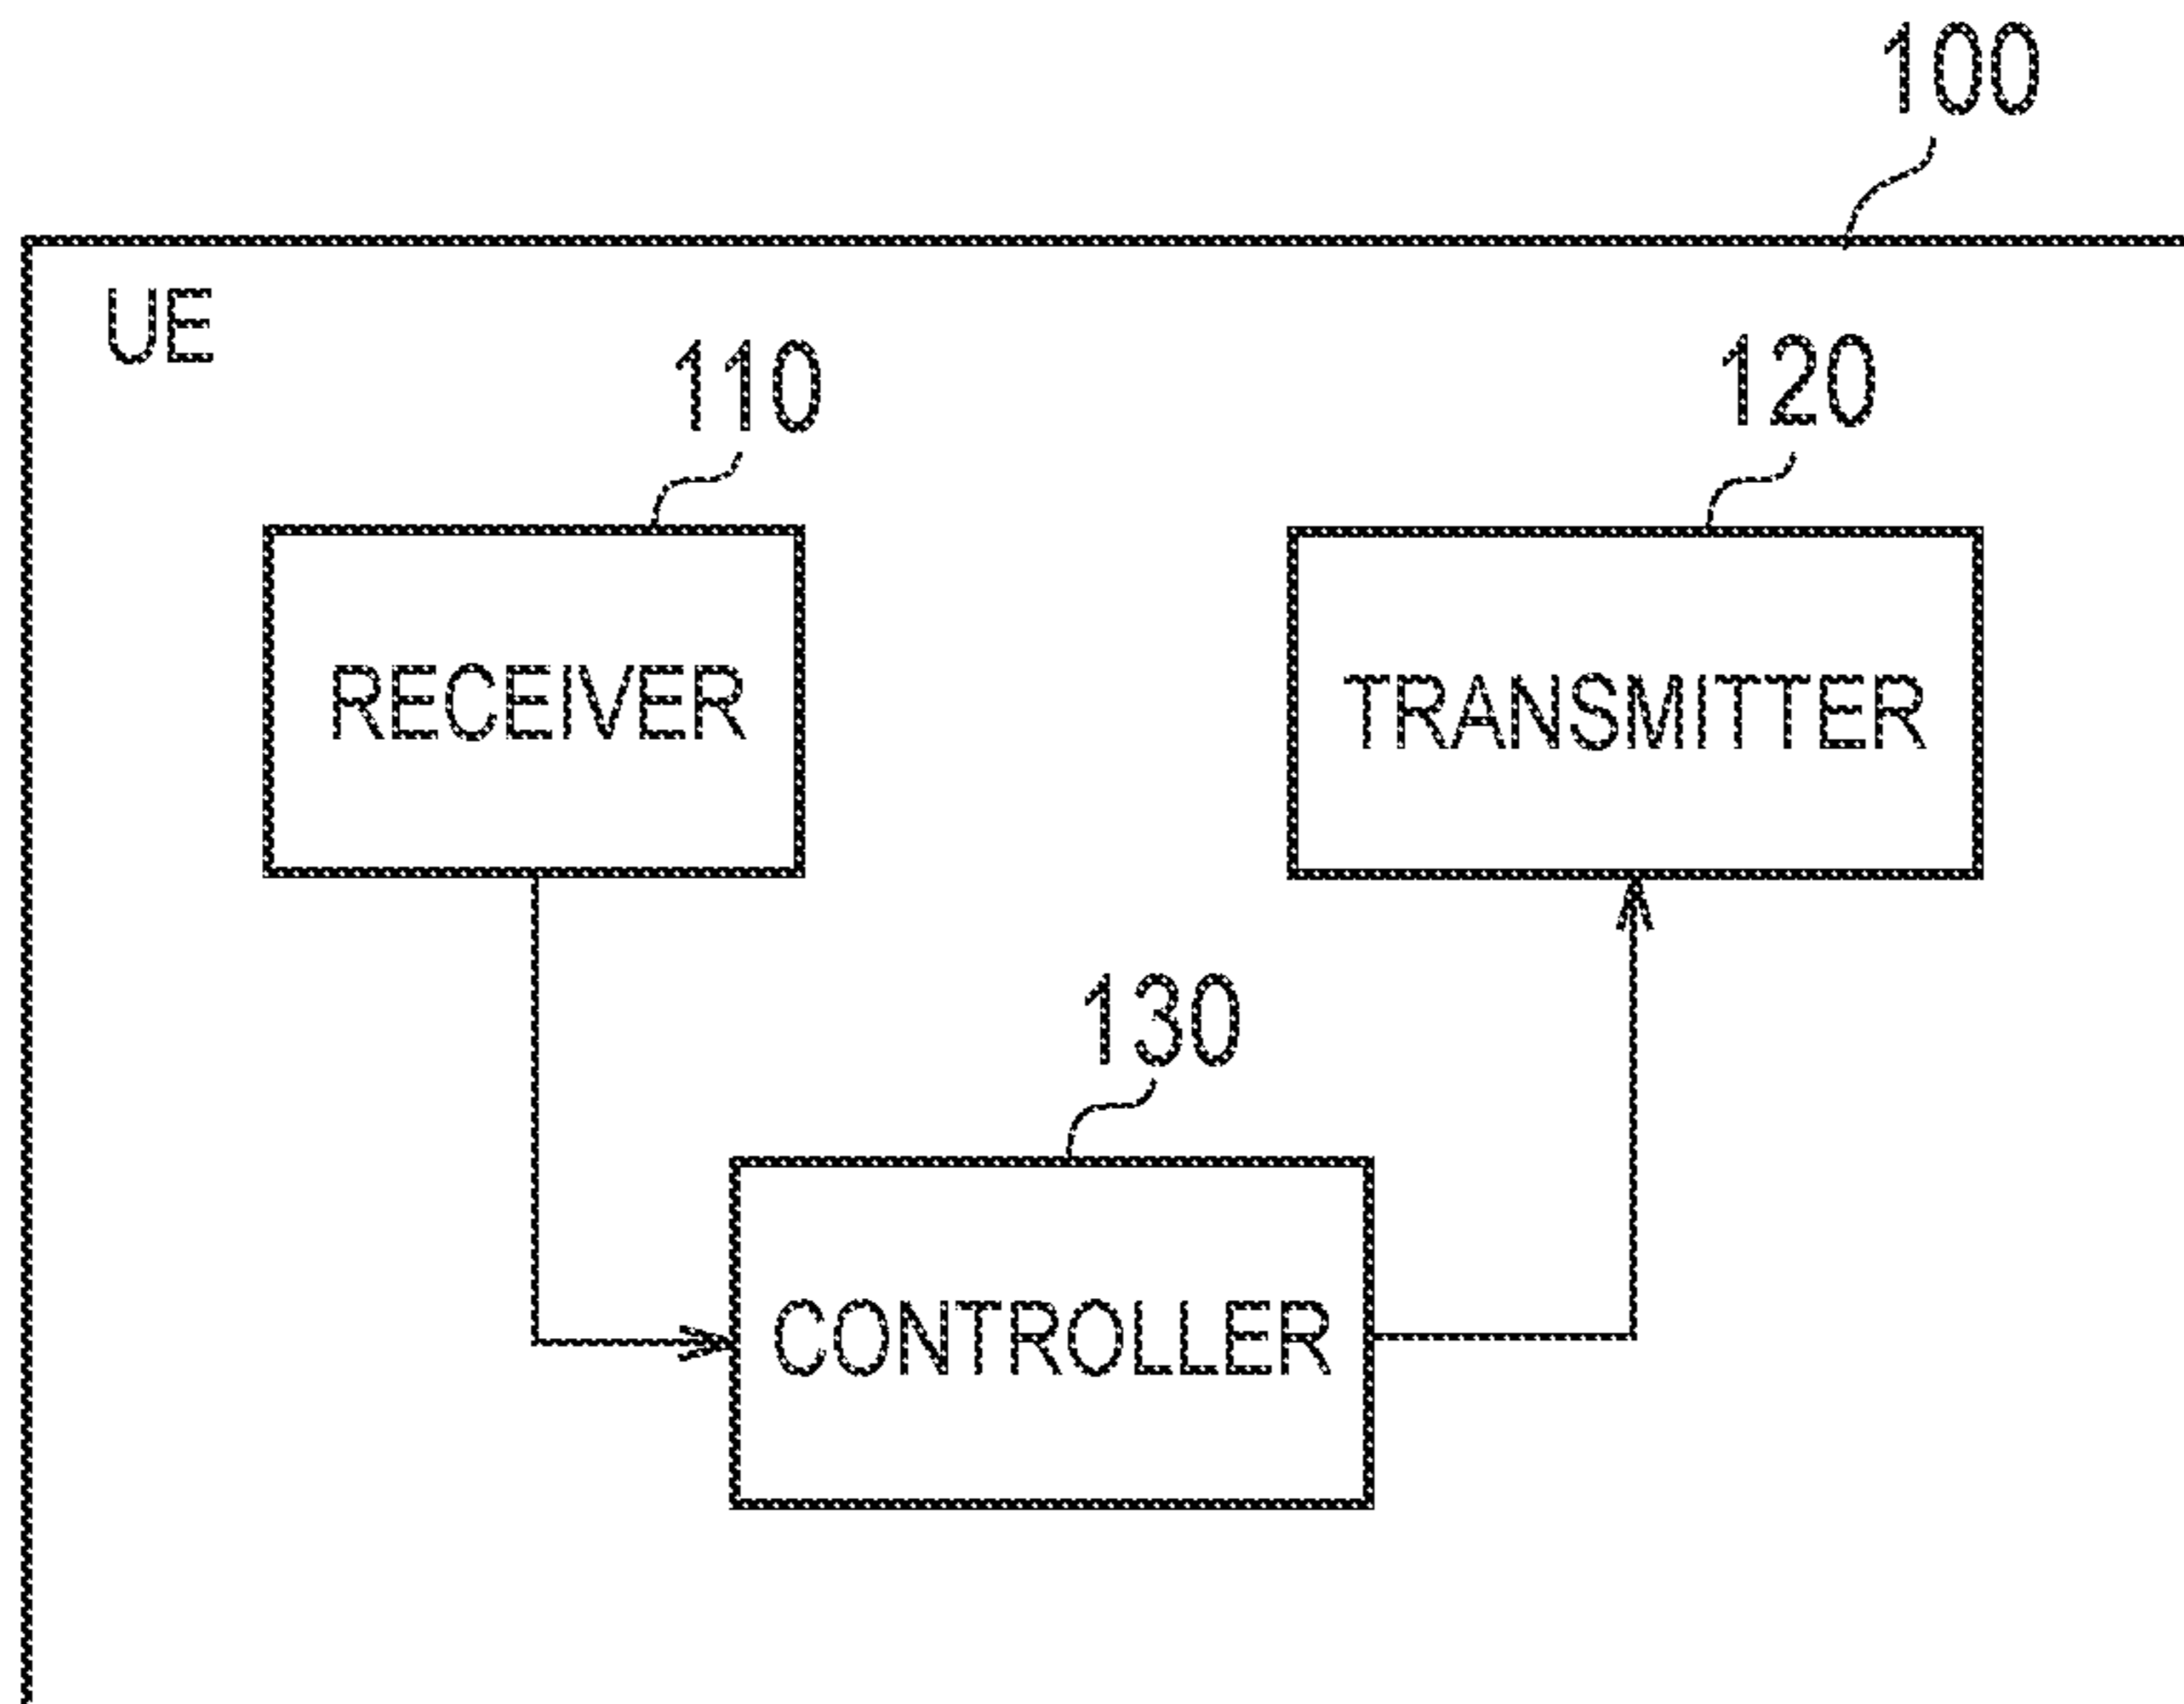 100
UE
110
120
RECEIVER
TRANSMITTER
130
CONTROLLER